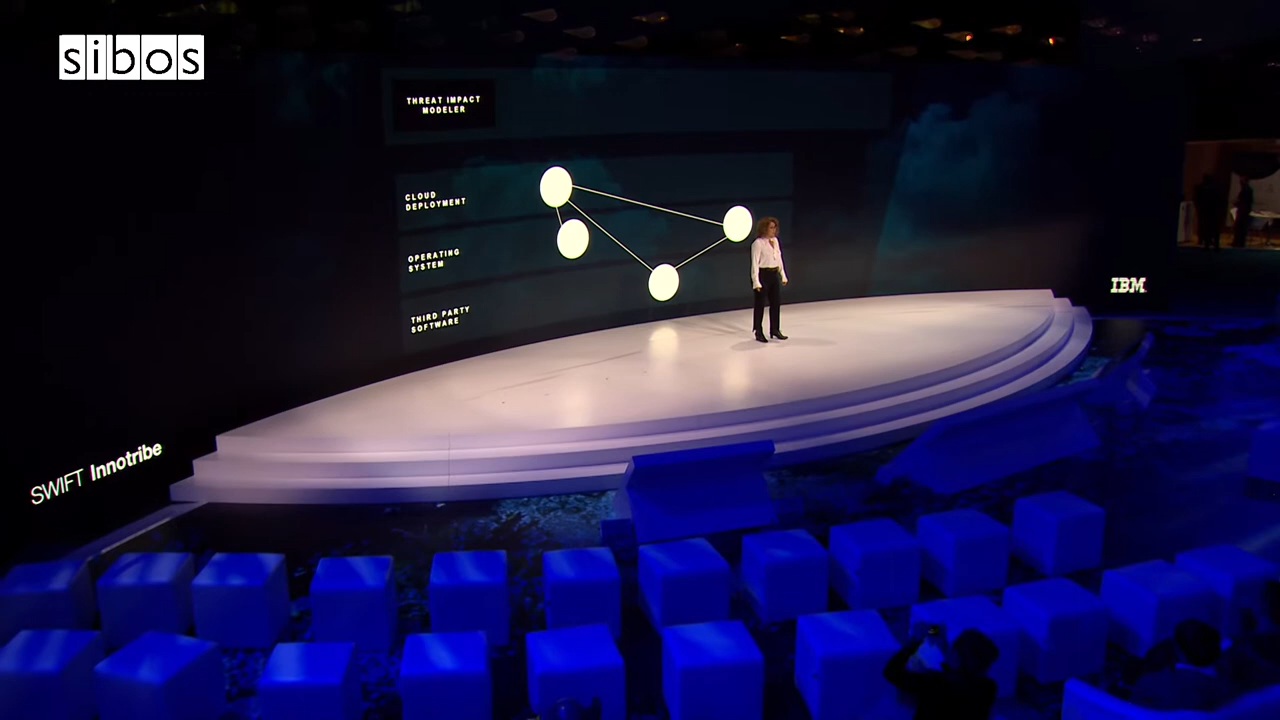 sibos
THREAT IMPACT
MODELER
CLOUD
DEPLOYMENT
OPERATING
SYSTEM
THIRD PARTY
SOFTWARE
IBM
SWIFT Innotribe